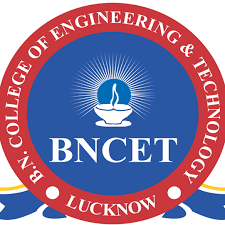 B.N. COLLEGE OF ENGINEERING & TECHNOLOGY
BNCET
LUCKNOW